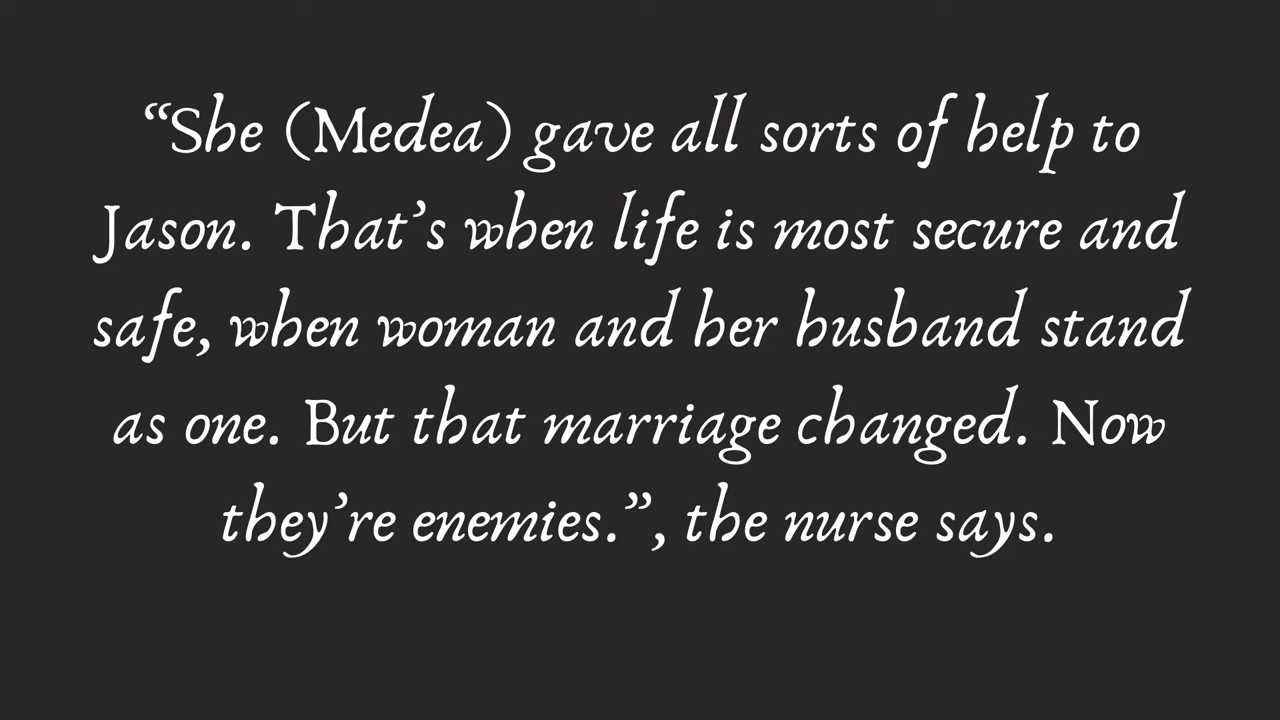 “She (Medea) gave all sorts of help to
Jason. That’s when life is most secure and
safe, when woman and her husband stand
as one. But that marriage changed. Now
they’re enemies.”, the nurse says.